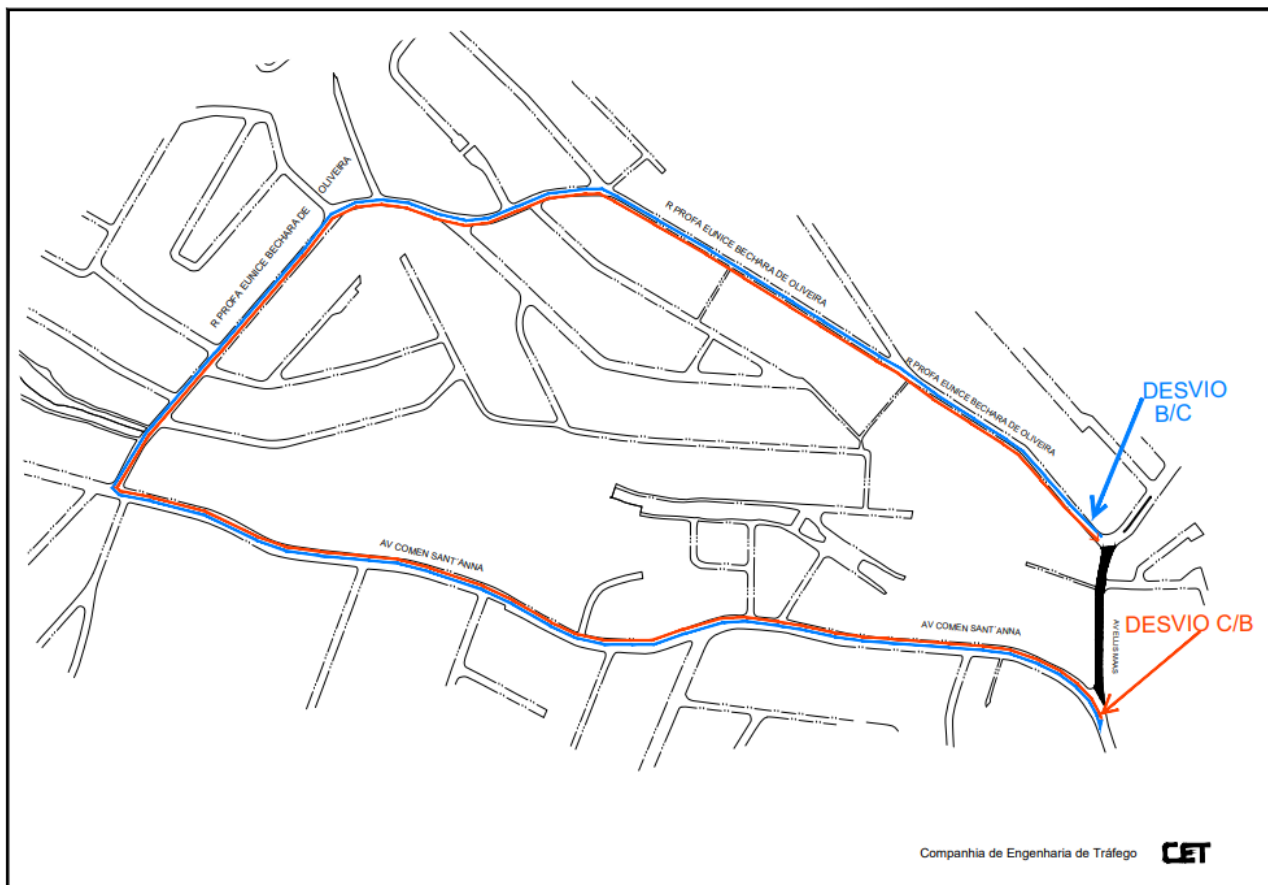 R PROFA EUNICE BECHARA DE
OLIVEIRA
R PROFA EUNICE BECHARA DE OLIVEIRA
R PROFA EUNICE BECHARA DE OLIVEIRA
DESVIO
B/C
AV COMEN SANT´ANNA
AV COMEN SANT´ANNA
AV ELLIS MAAS
DESVIO C/B
Companhia de Engenharia de Tráfego
CET